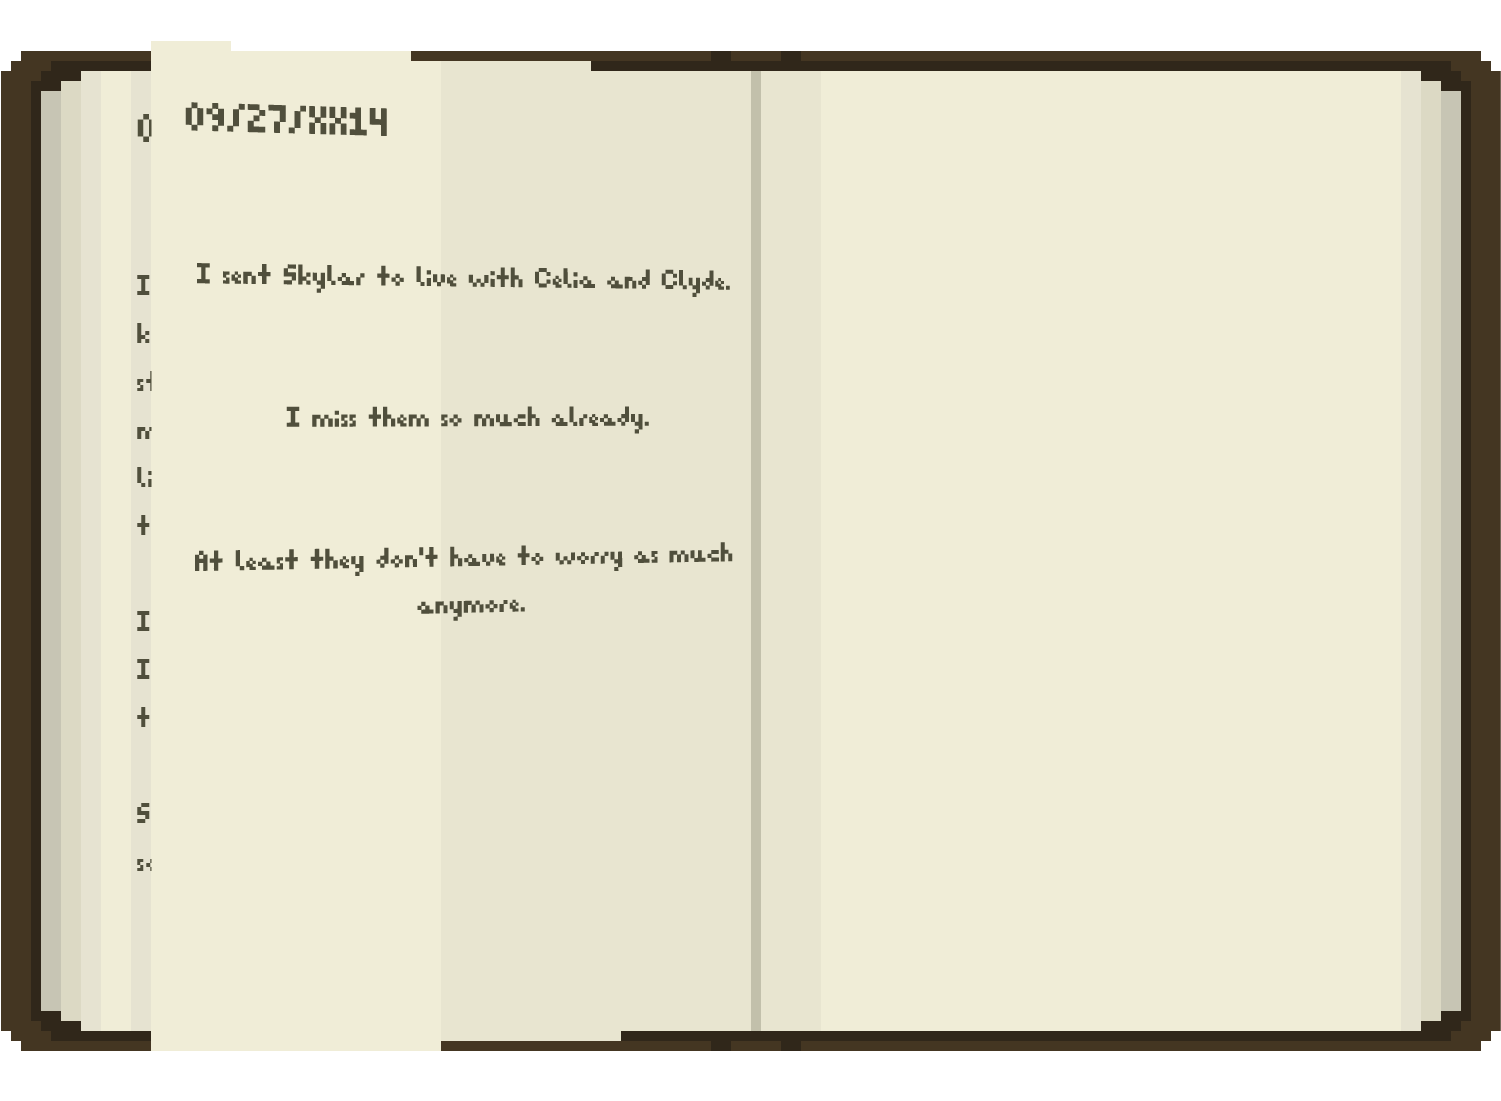 09/27/XX14
I sent Skylar to live with Celia and Clyde.
I miss them so much already.
At least they don't have to worry as much
anymore.